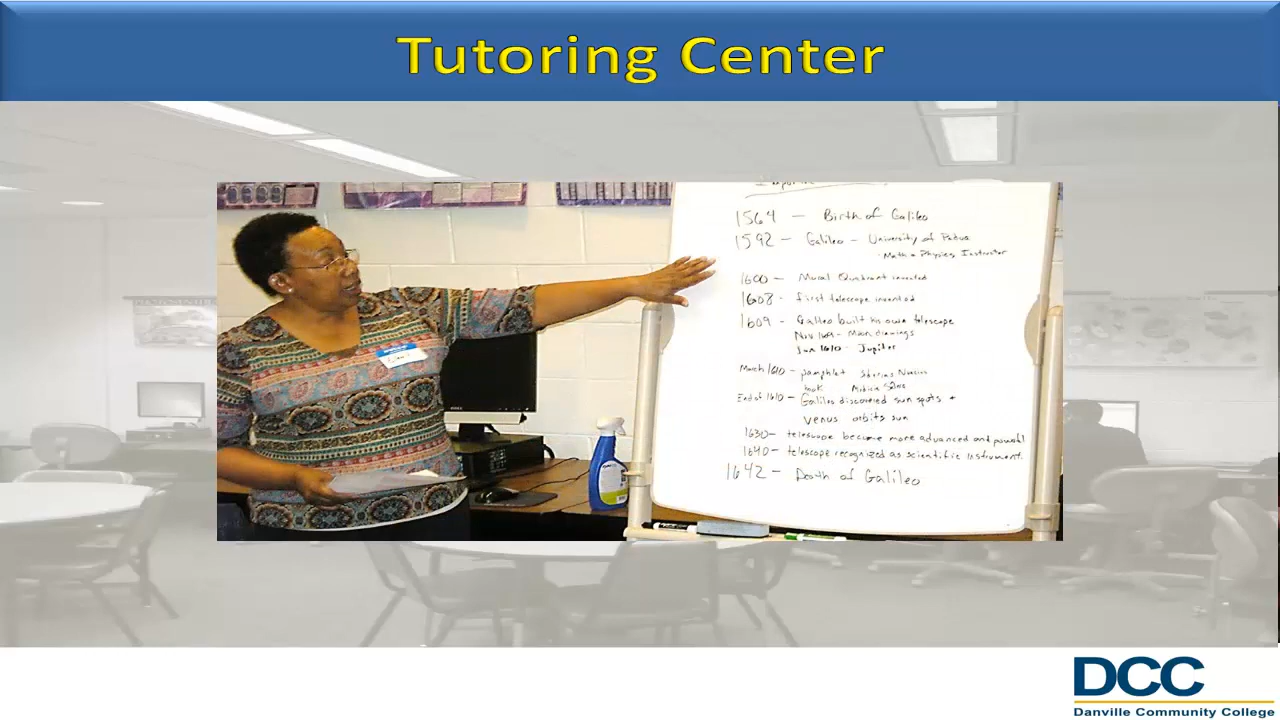 Tutoring Center
1564 — Birth of Galileo
1592 — Galileo — University of Padua
· Math & Physics Instructor
1600 — Mural Quadrant invented
1608 - first telescope invented
1609 - Galileo built his own telescope
Nov 1609 - Moon drawings
Jan 1610 - Jupiter
March 1610 - pamphlet
book
End of 1610 - Galileo discovered sun spots +
Venus orbits sun
1630 - telescope become more advanced and powerful
1640 - telescope recognized as scientific instrument.
1642 - Death of Galileo
DCC
Danville Community College